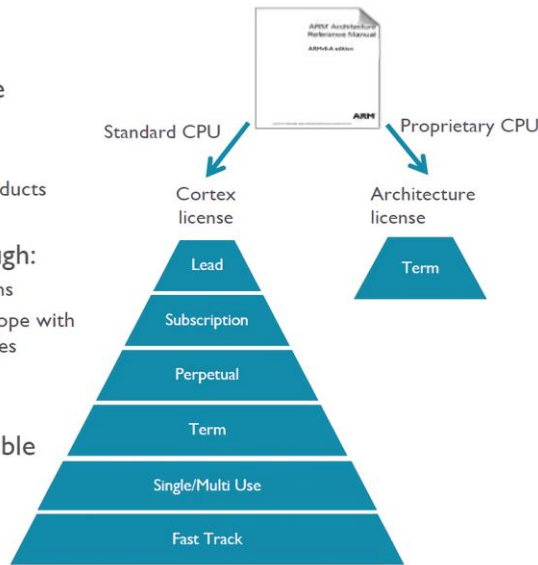 ARM Architecture
Reference Manual
ARMv8-A edition
ARM
Standard CPU
Proprietary CPU
Cortex
license
Architecture
license
Lead
Term
Subscription
Perpetual
Term
Single/Multi Use
Fast Track
e
ducts
ugh:
ns
ope with
es
ble